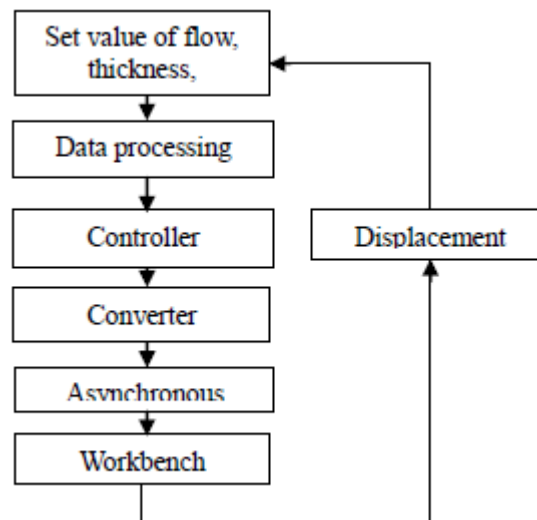 Set value of flow,
thickness,
Data processing
Controller
Displacement
Converter
Asynchronous
Workbench